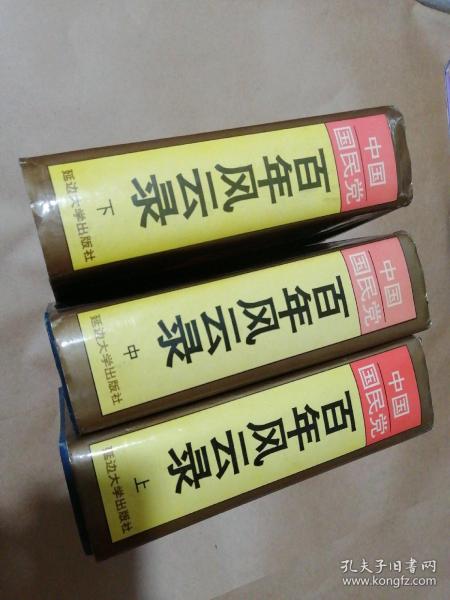 中国
国民党
百年风云录
下
延边大学出版社
中国
国民党
百年风云录
中
延边大学出版社
中国
国民党
百年风云录
上
延边大学出版社
孔夫子旧书网
www.kongfz.com